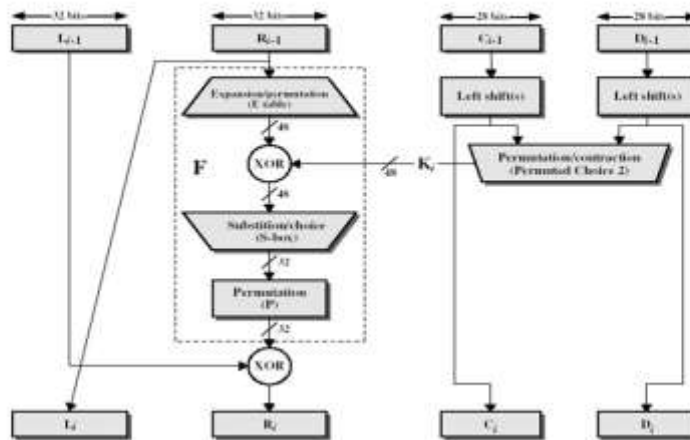 32 bits
32 bits
28 bits
28 bits
Li-1
Ri-1
Ci-1
Di-1
Expansion/permutation
(E table)
Left shift(s)
Left shift(s)
48
F
XOR
48
Ki
Permutation/contraction
(Permuted Choice 2)
48
Substition/choice
(S-box)
32
Permutation
(P)
32
XOR
Li
Ri
Ci
Di